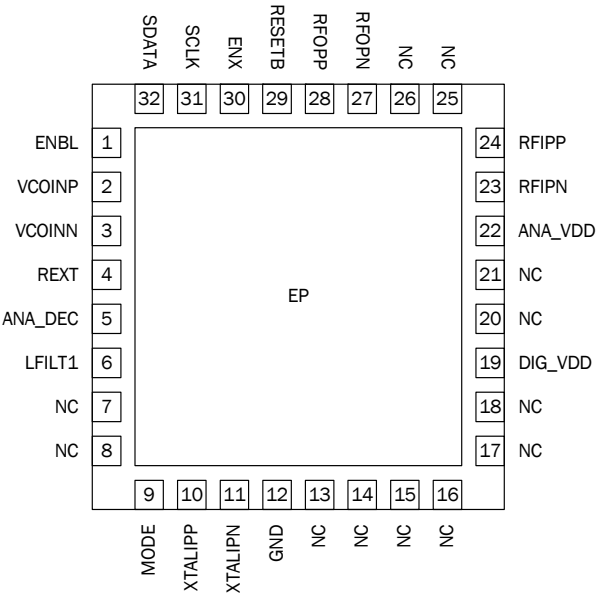 SDATA
SCLK
ENX
RESETB
RFOPP
RFOPN
NC
NC
32
31
30
29
28
27
26
25
ENBL 1
VCOINP 2
VCOINN 3
REXT 4
ANA_DEC 5
LFILT1 6
NC 7
NC 8
EP
24 RFIPP
23 RFIPN
22 ANA_VDD
21 NC
20 NC
19 DIG_VDD
18 NC
17 NC
9
10
11
12
13
14
15
16
MODE
XTALIPP
XTALIPN
GND
NC
NC
NC
NC